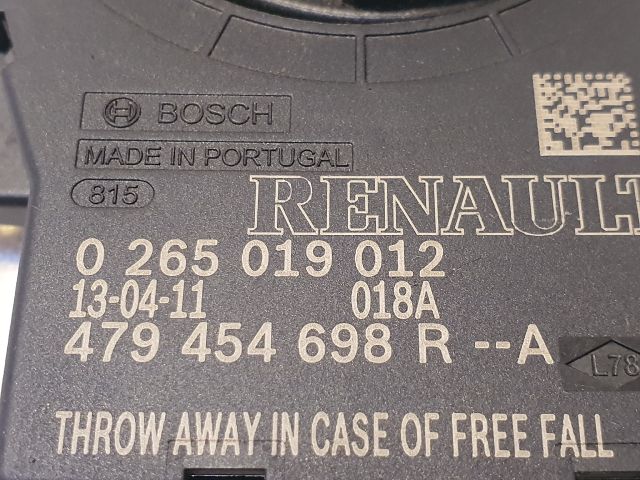 BOSCH
MADE IN PORTUGAL
815
RENAULT
0 265 019 012
13-04-11 018A
479 454 698 R --A
L78
THROW AWAY IN CASE OF FREE FALL